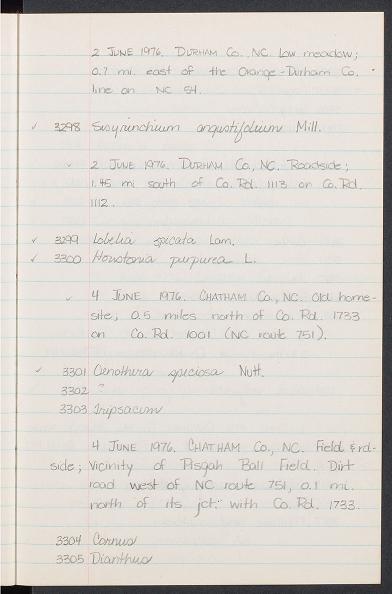 2 JUNE 1976. DURHAM Co., NC. Low meadow;
0.7 mi. east of the Orange-Durham Co.
line on NC 54.
✓ 3298 Sisyrinchium angustifolium Mill.
✓ 2 JUNE 1976. DURHAM Co., NC. Roadside;
1.45 mi south of Co. Rd. 1113 on Co. Rd.
1112.
✓ 3299 Lobelia spicata Lam.
✓ 3300 Houstonia purpurea L.
✓ 4 JUNE 1976. CHATHAM Co., NC. Old home-
site; 0.5 miles north of Co. Rd. 1733
on Co. Rd. 1001 (NC route 751).
✓ 3301 Oenothera speciosa Nutt.
3302 "
3303 Tripsacum
4 JUNE 1976. CHATHAM Co., NC. Field & rd-
side; vicinity of Pisgah Ball Field. Dirt
road west of NC route 751, 0.1 mi.
north of its jct. with Co. Rd. 1733.
3304 Cornus
3305 Dianthus